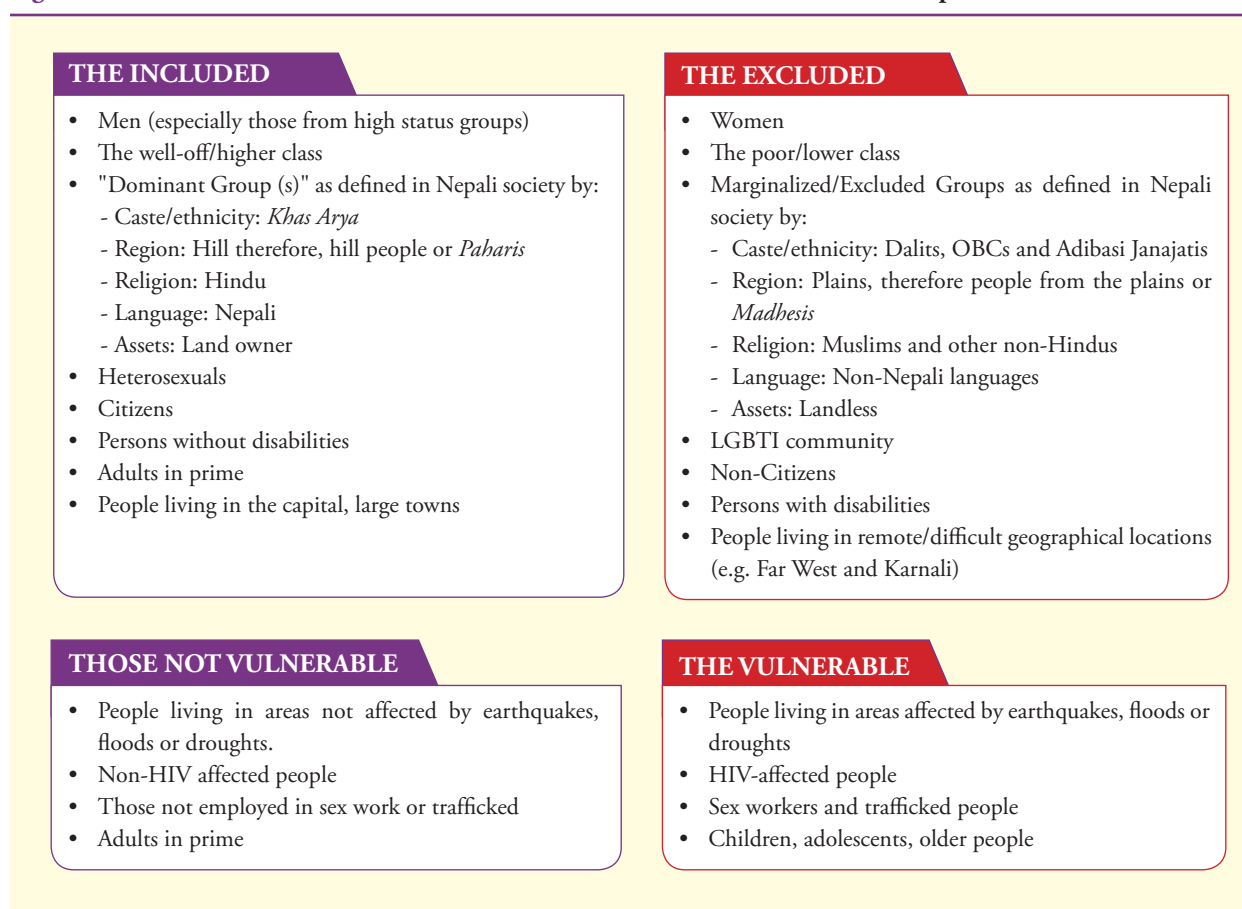 THE INCLUDED
• Men (especially those from high status groups)
• The well-off/higher class
• "Dominant Group (s)" as defined in Nepali society by:
- Caste/ethnicity: Khas Arya
- Region: Hill therefore, hill people or Paharis
- Religion: Hindu
- Language: Nepali
- Assets: Land owner
• Heterosexuals
• Citizens
• Persons without disabilities
• Adults in prime
• People living in the capital, large towns
THE EXCLUDED
• Women
• The poor/lower class
• Marginalized/Excluded Groups as defined in Nepali
society by:
- Caste/ethnicity: Dalits, OBCs and Adibasi Janajatis
- Region: Plains, therefore people from the plains or
Madhesis
- Religion: Muslims and other non-Hindus
- Language: Non-Nepali languages
- Assets: Landless
• LGBTI community
• Non-Citizens
• Persons with disabilities
• People living in remote/difficult geographical locations
(e.g. Far West and Karnali)
THOSE NOT VULNERABLE
• People living in areas not affected by earthquakes,
floods or droughts.
• Non-HIV affected people
• Those not employed in sex work or trafficked
• Adults in prime
THE VULNERABLE
• People living in areas affected by earthquakes, floods or
droughts
• HIV-affected people
• Sex workers and trafficked people
• Children, adolescents, older people